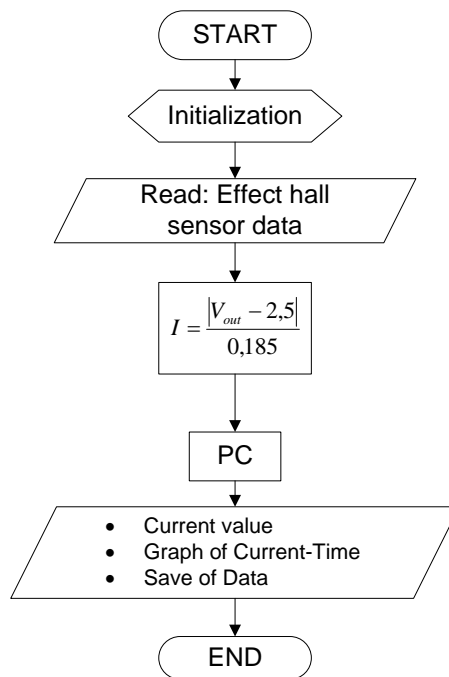 START
Initialization
Read: Effect hall
sensor data
I = |V_out − 2,5| / 0,185
PC
• Current value
• Graph of Current-Time
• Save of Data
END